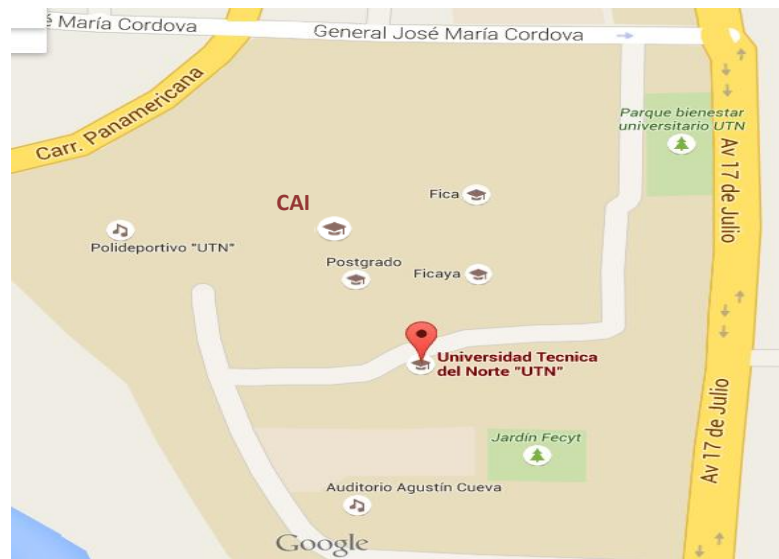 é María Cordova
General José María Cordova
Carr. Panamericana
Parque bienestar
universitario UTN
Av 17 de Julio
Fica
CAI
Polideportivo "UTN"
Postgrado
Ficaya
Universidad Tecnica
del Norte "UTN"
Av 17 de Julio
Jardín Fecyt
Auditorio Agustín Cueva
Google